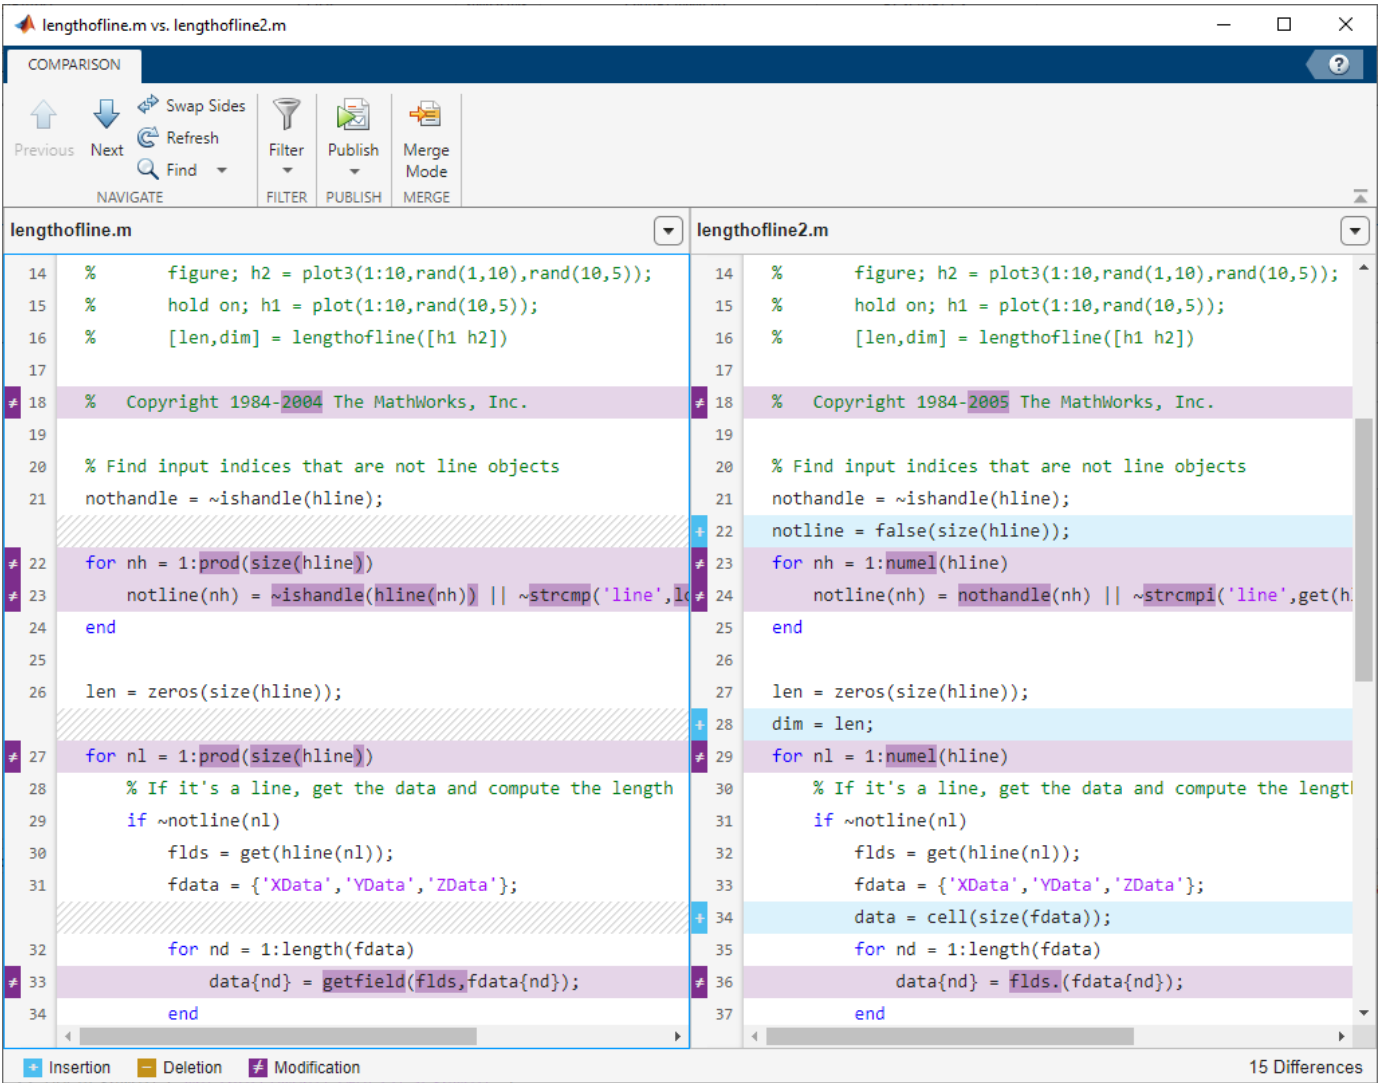 lengthofline.m vs. lengthofline2.m
COMPARISON
?
Previous
Next
Swap Sides
Refresh
Find
Filter
Publish
Merge
Mode
NAVIGATE
FILTER
PUBLISH
MERGE
lengthofline.m
14 %       figure; h2 = plot3(1:10,rand(1,10),rand(10,5));
15 %       hold on; h1 = plot(1:10,rand(10,5));
16 %       [len,dim] = lengthofline([h1 h2])
17
≠ 18 %   Copyright 1984-2004 The MathWorks, Inc.
19
20 % Find input indices that are not line objects
21 nothandle = ~ishandle(hline);
≠ 22 for nh = 1:prod(size(hline))
≠ 23     notline(nh) = ~ishandle(hline(nh)) || ~strcmp('line',lo
24 end
25
26 len = zeros(size(hline));
≠ 27 for nl = 1:prod(size(hline))
28     % If it's a line, get the data and compute the length
29     if ~notline(nl)
30         flds = get(hline(nl));
31         fdata = {'XData','YData','ZData'};
32         for nd = 1:length(fdata)
≠ 33             data{nd} = getfield(flds,fdata{nd});
34         end
lengthofline2.m
14 %       figure; h2 = plot3(1:10,rand(1,10),rand(10,5));
15 %       hold on; h1 = plot(1:10,rand(10,5));
16 %       [len,dim] = lengthofline([h1 h2])
17
≠ 18 %   Copyright 1984-2005 The MathWorks, Inc.
19
20 % Find input indices that are not line objects
21 nothandle = ~ishandle(hline);
+ 22 notline = false(size(hline));
≠ 23 for nh = 1:numel(hline)
≠ 24     notline(nh) = nothandle(nh) || ~strcmpi('line',get(h
25 end
26
27 len = zeros(size(hline));
+ 28 dim = len;
≠ 29 for nl = 1:numel(hline)
30     % If it's a line, get the data and compute the lengt
31     if ~notline(nl)
32         flds = get(hline(nl));
33         fdata = {'XData','YData','ZData'};
+ 34         data = cell(size(fdata));
35         for nd = 1:length(fdata)
≠ 36             data{nd} = flds.(fdata{nd});
37         end
+ Insertion
− Deletion
≠ Modification
15 Differences